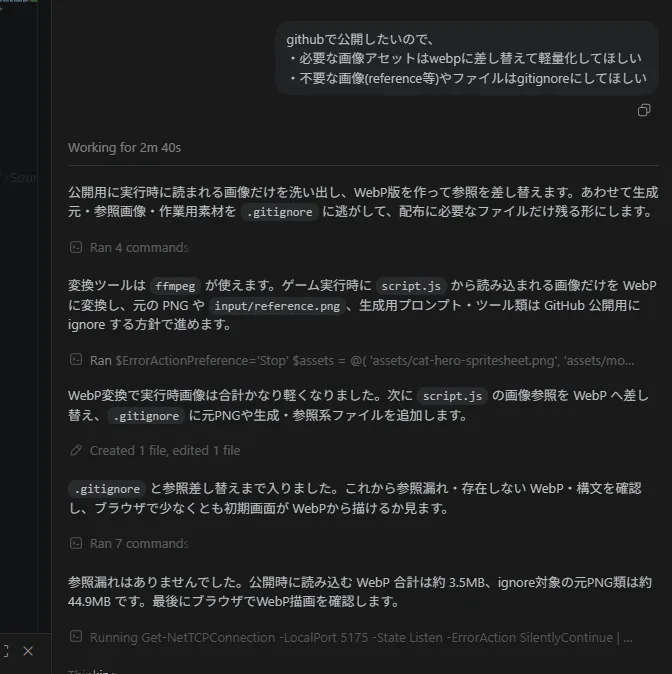 githubで公開したいので、
・必要な画像アセットはwebpに差し替えて軽量化してほしい
・不要な画像(reference等)やファイルはgitignoreにしてほしい
Working for 2m 40s
公開用に実行時に読まれる画像だけを洗い出し、WebP版を作って参照を差し替えます。あわせて生成
元・参照画像・作業用素材を .gitignore に逃がして、配布に必要なファイルだけ残る形にします。
Ran 4 commands
変換ツールは ffmpeg が使えます。ゲーム実行時に script.js から読み込まれる画像だけを WebP
に変換し、元の PNG や input/reference.png、生成用プロンプト・ツール類は GitHub 公開用に
ignore する方針で進めます。
Ran $ErrorActionPreference='Stop' $assets = @( 'assets/cat-hero-spritesheet.png', 'assets/mo...
WebP変換で実行時画像は合計かなり軽くなりました。次に script.js の画像参照を WebP へ差し
替え、.gitignore に元PNGや生成・参照系ファイルを追加します。
Created 1 file, edited 1 file
.gitignore と参照差し替えまで入りました。これから参照漏れ・存在しない WebP・構文を確認
し、ブラウザで少なくとも初期画面が WebPから描けるか見ます。
Ran 7 commands
参照漏れはありませんでした。公開時に読み込む WebP 合計は約 3.5MB、ignore対象の元PNG類は約
44.9MB です。最後にブラウザでWebP描画を確認します。
Running Get-NetTCPConnection -LocalPort 5175 -State Listen -ErrorAction SilentlyContinue | ...
Thinking